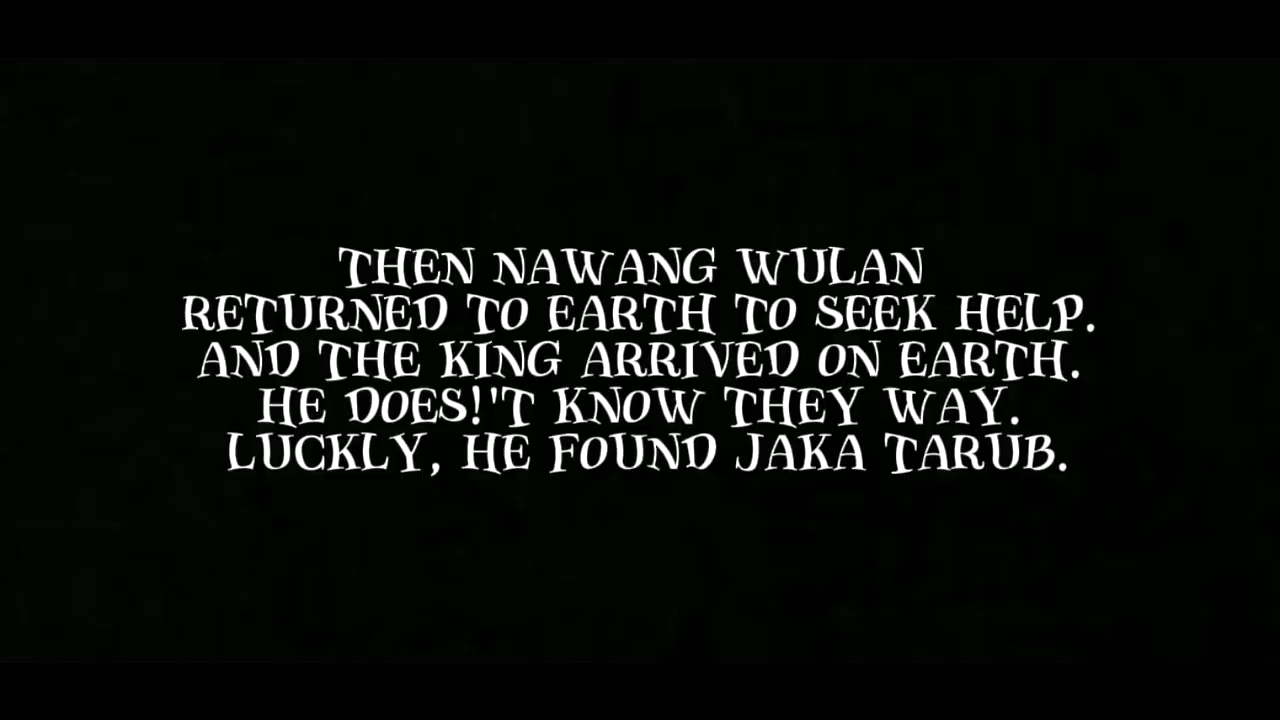 THEN NAWANG WULAN
RETURNED TO EARTH TO SEEK HELP.
AND THE KING ARRIVED ON EARTH.
HE DOES!'T KNOW THEY WAY.
LUCKLY, HE FOUND JAKA TARUB.